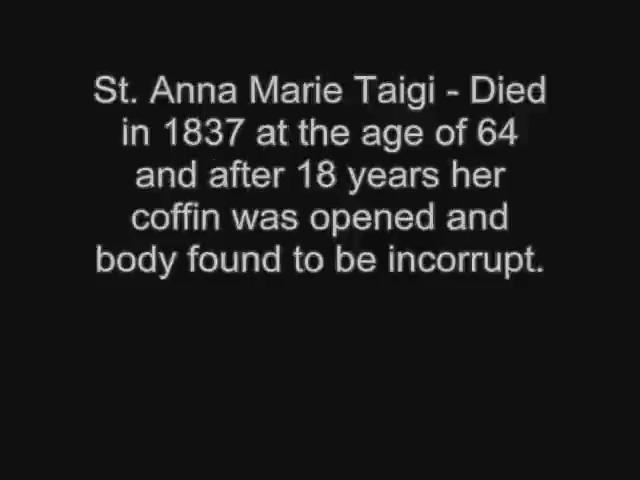 St. Anna Marie Taigi - Died
in 1837 at the age of 64
and after 18 years her
coffin was opened and
body found to be incorrupt.